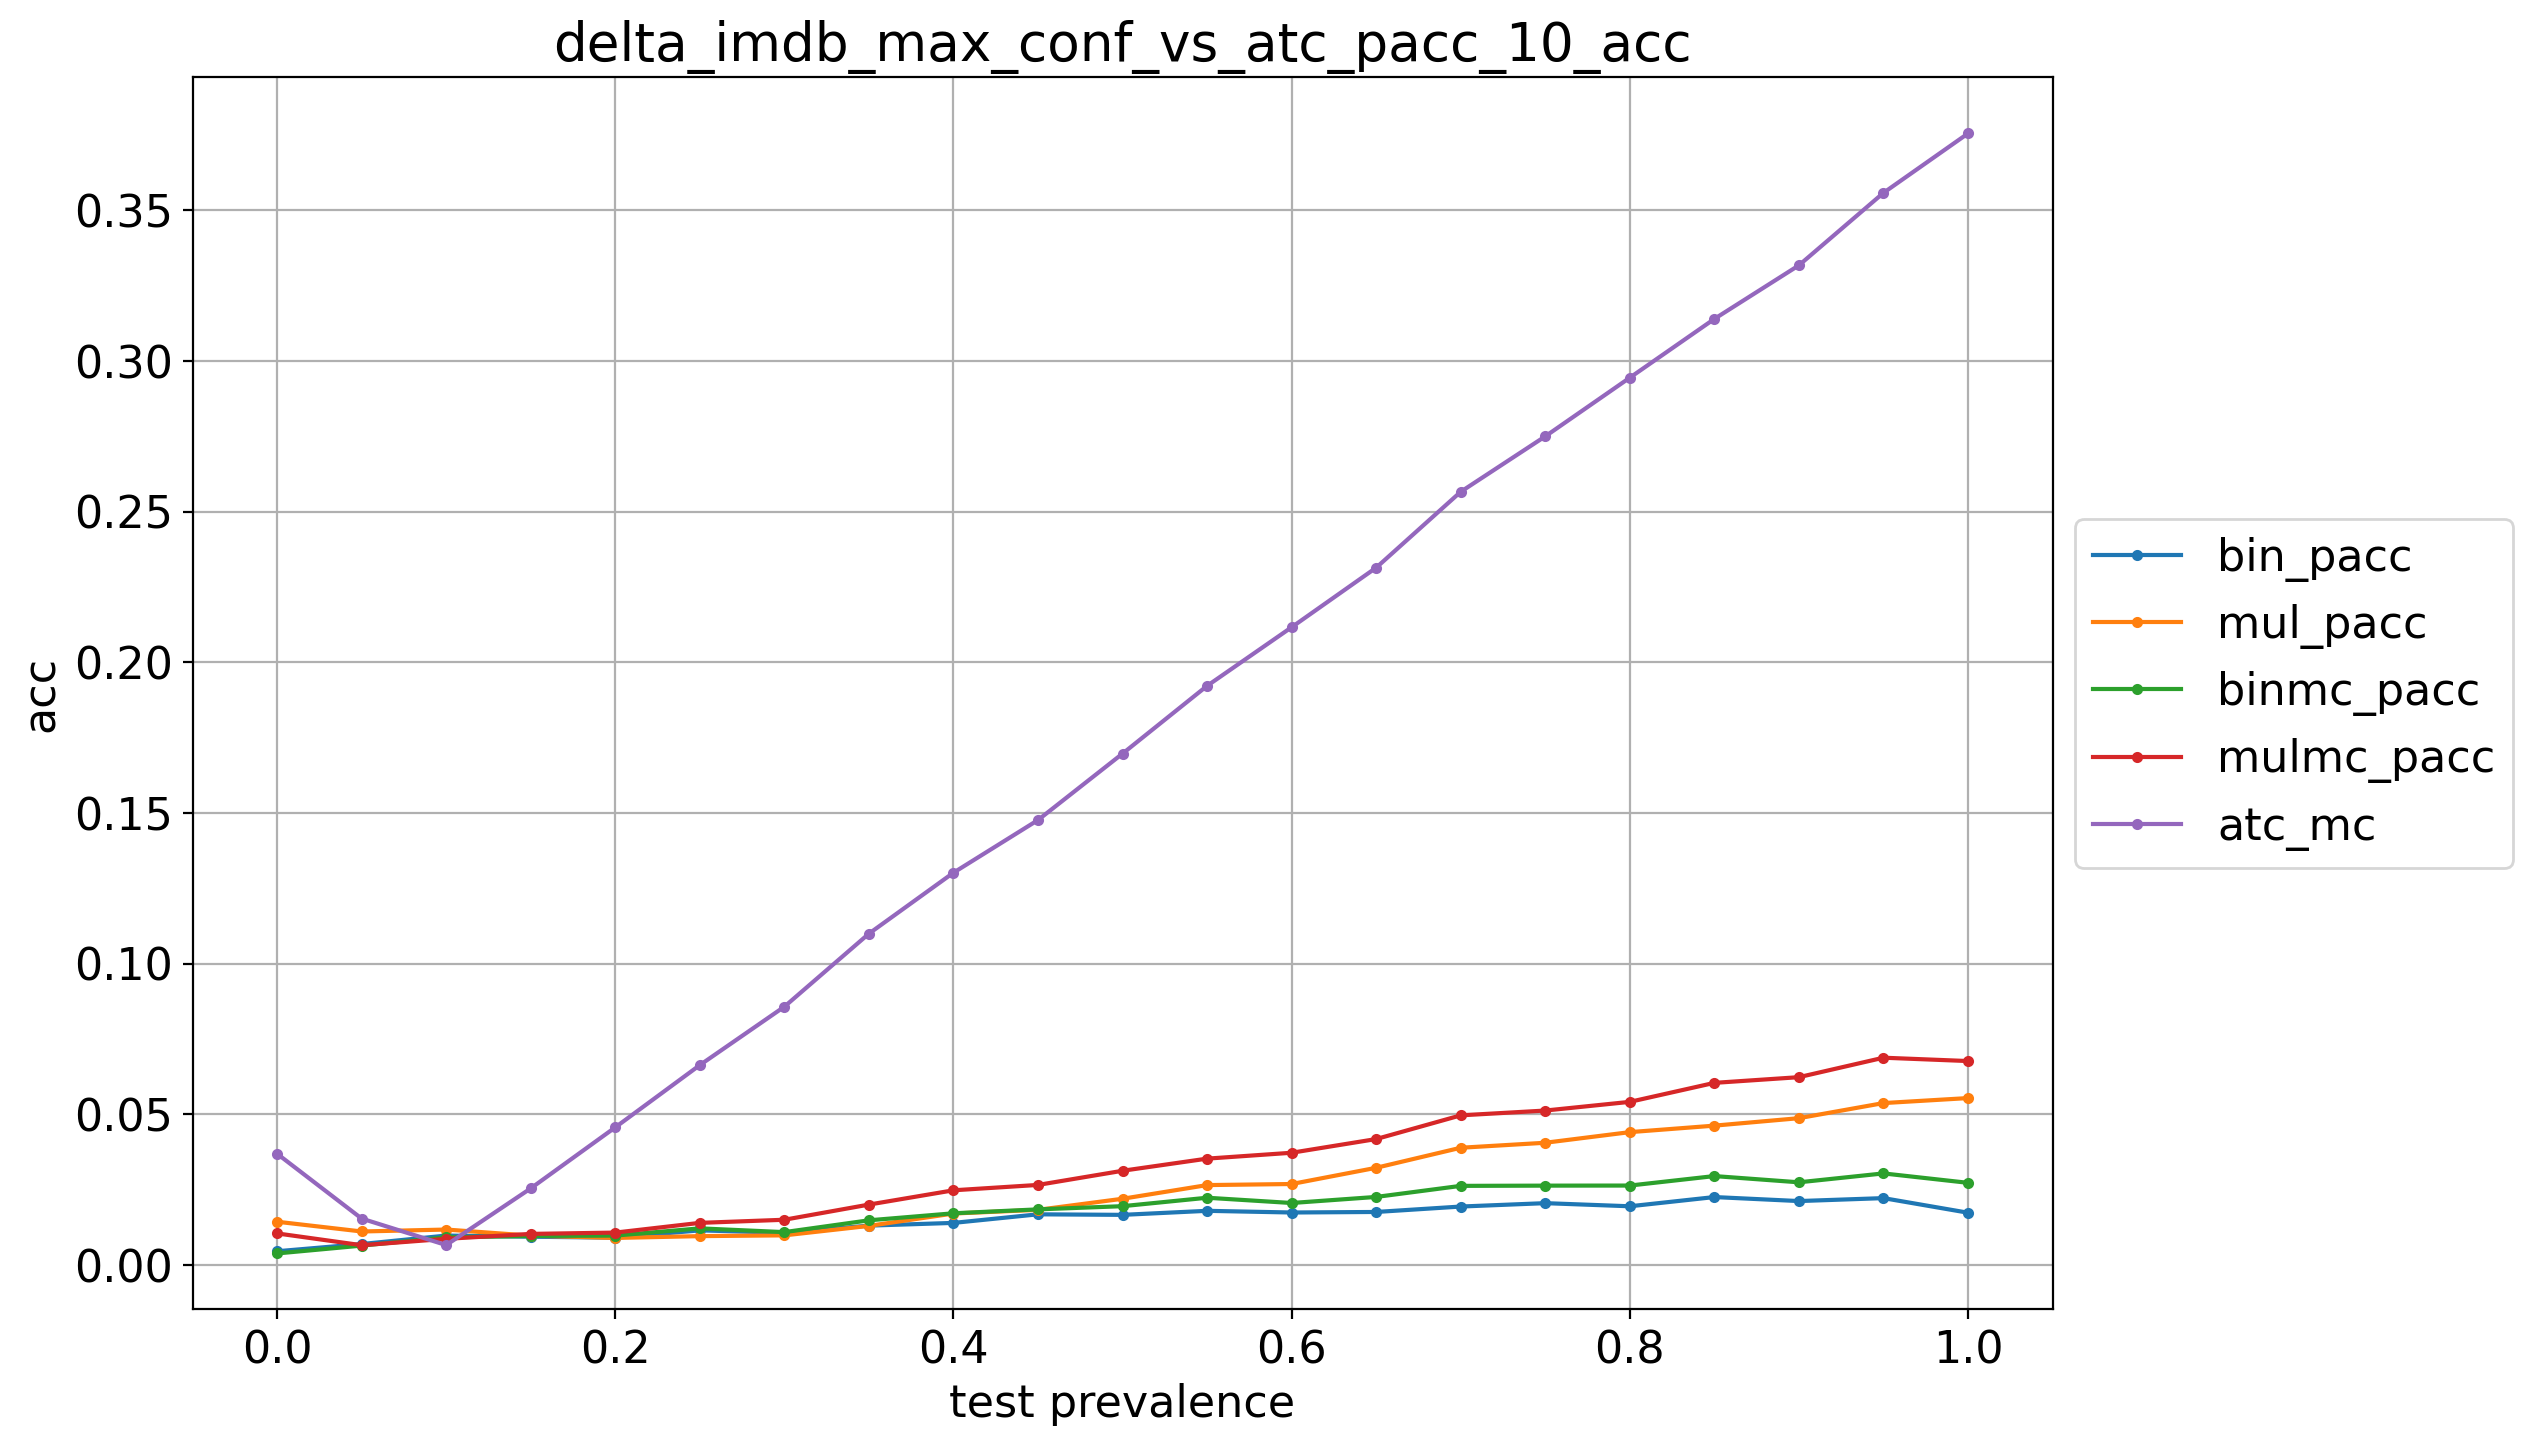 delta_imdb_max_conf_vs_atc_pacc_10_acc
acc
0.35
0.30
0.25
0.20
0.15
0.10
0.05
0.00
0.0 0.2 0.4 0.6 0.8 1.0
test prevalence
bin_pacc
mul_pacc
binmc_pacc
mulmc_pacc
atc_mc